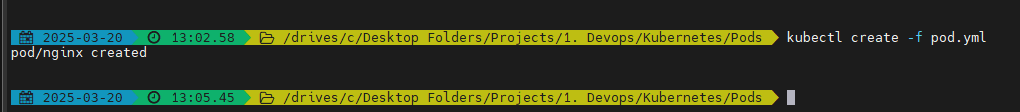 2025-03-20 13:02.58 /drives/c/Desktop Folders/Projects/1. Devops/Kubernetes/Pods kubectl create -f pod.yml
pod/nginx created
2025-03-20 13:05.45 /drives/c/Desktop Folders/Projects/1. Devops/Kubernetes/Pods